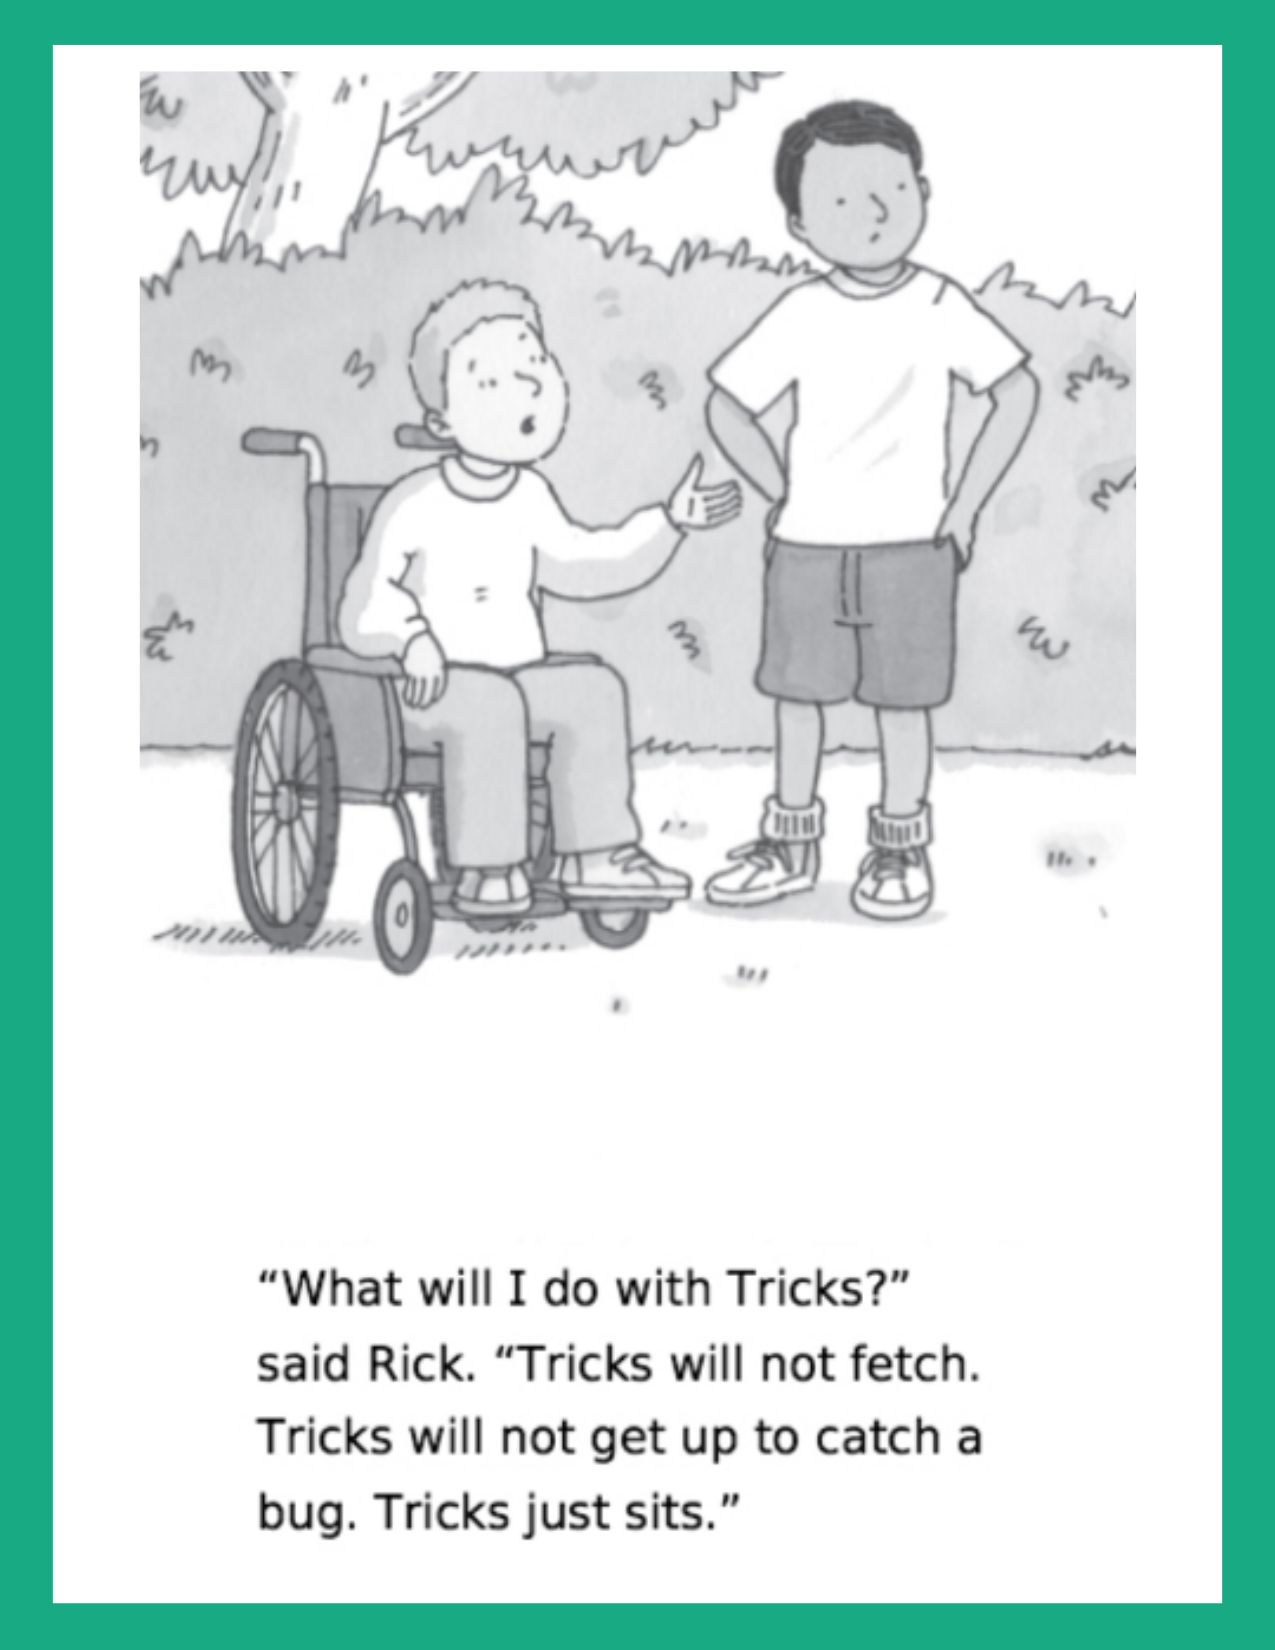 “What will I do with Tricks?”
said Rick. “Tricks will not fetch.
Tricks will not get up to catch a
bug. Tricks just sits.”